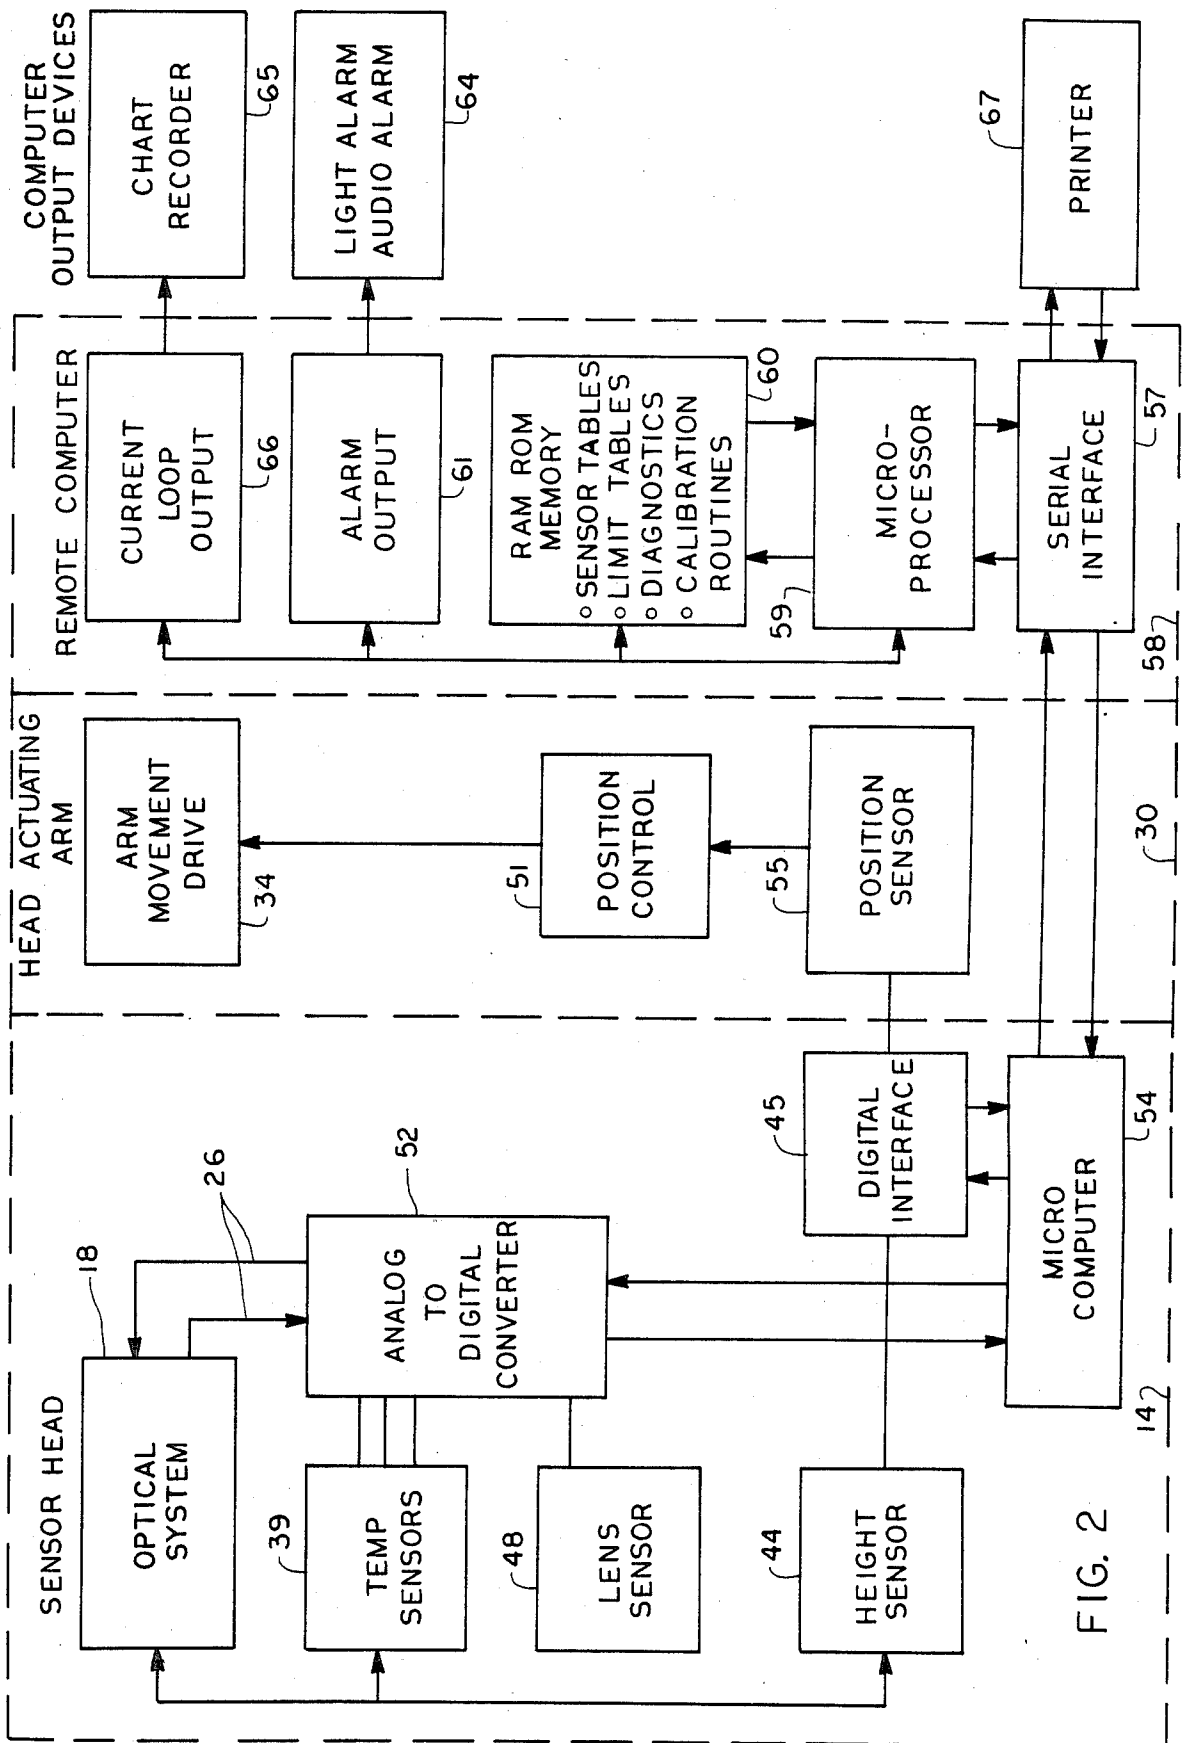 SENSOR HEAD
OPTICAL
SYSTEM
18
26
TEMP
SENSORS
39
ANALOG
TO
DIGITAL
CONVERTER
52
LENS
SENSOR
48
HEIGHT
SENSOR
44
DIGITAL
INTERFACE
45
MICRO
COMPUTER
54
14
HEAD ACTUATING
ARM
ARM
MOVEMENT
DRIVE
34
POSITION
CONTROL
51
POSITION
SENSOR
55
30
REMOTE COMPUTER
CURRENT
LOOP
OUTPUT
66
ALARM
OUTPUT
61
RAM ROM
MEMORY
○ SENSOR TABLES
○ LIMIT TABLES
○ DIAGNOSTICS
○ CALIBRATION
ROUTINES
60
MICRO-
PROCESSOR
59
SERIAL
INTERFACE
57
58
COMPUTER
OUTPUT DEVICES
CHART
RECORDER
65
LIGHT ALARM
AUDIO ALARM
64
PRINTER
67
FIG. 2